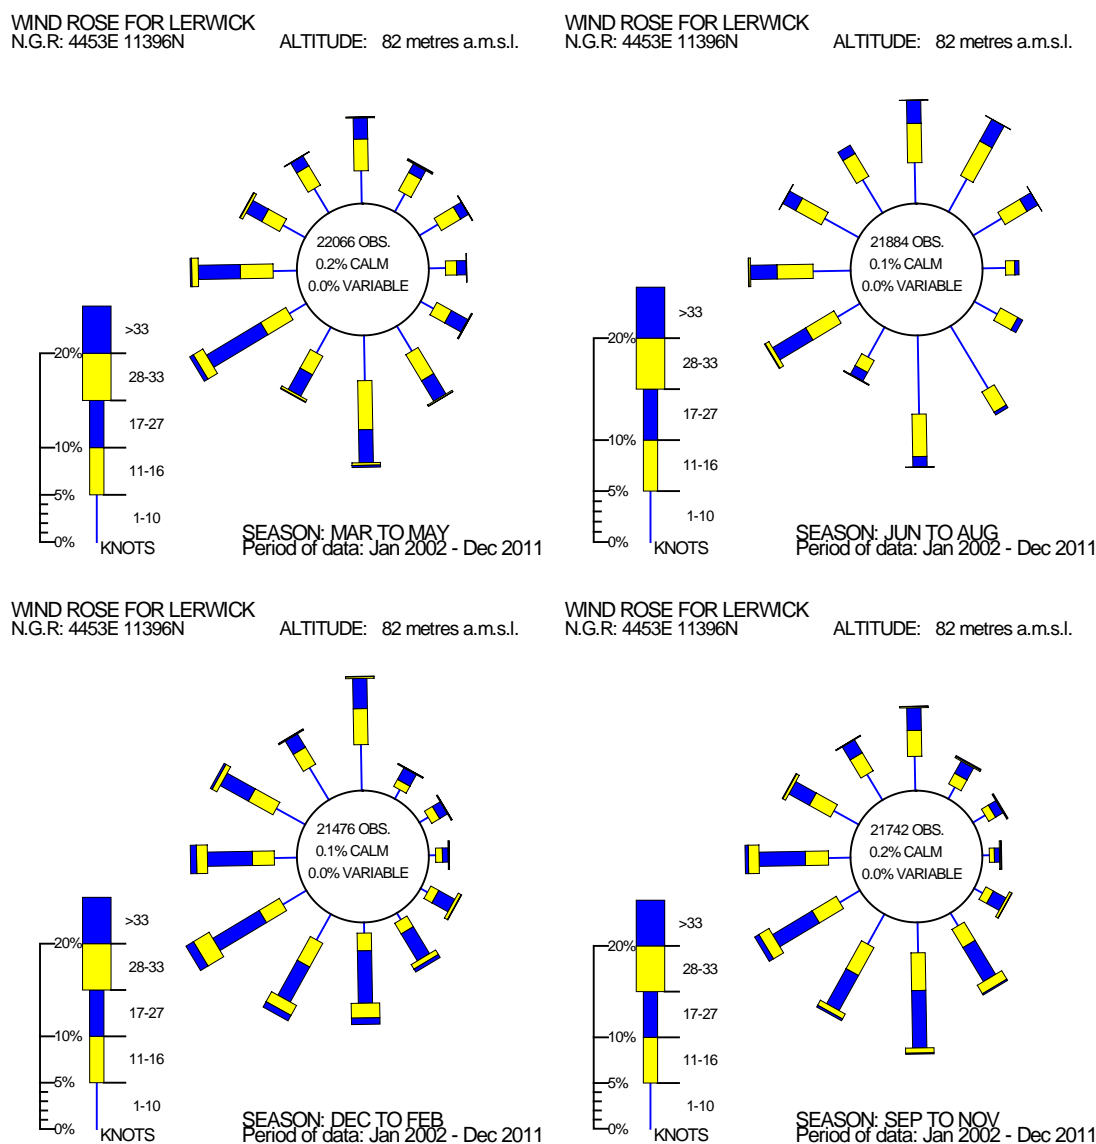 WIND ROSE FOR LERWICK
N.G.R: 4453E 11396N ALTITUDE: 82 metres a.m.s.l.
22066 OBS.
0.2% CALM
0.0% VARIABLE
>33
20%
28-33
17-27
10%
11-16
5%
1-10
0%
KNOTS
SEASON: MAR TO MAY
Period of data: Jan 2002 - Dec 2011
WIND ROSE FOR LERWICK
N.G.R: 4453E 11396N ALTITUDE: 82 metres a.m.s.l.
21884 OBS.
0.1% CALM
0.0% VARIABLE
>33
20%
28-33
17-27
10%
11-16
5%
1-10
0%
KNOTS
SEASON: JUN TO AUG
Period of data: Jan 2002 - Dec 2011
WIND ROSE FOR LERWICK
N.G.R: 4453E 11396N ALTITUDE: 82 metres a.m.s.l.
21476 OBS.
0.1% CALM
0.0% VARIABLE
>33
20%
28-33
17-27
10%
11-16
5%
1-10
0%
KNOTS
SEASON: DEC TO FEB
Period of data: Jan 2002 - Dec 2011
WIND ROSE FOR LERWICK
N.G.R: 4453E 11396N ALTITUDE: 82 metres a.m.s.l.
21742 OBS.
0.2% CALM
0.0% VARIABLE
>33
20%
28-33
17-27
10%
11-16
5%
1-10
0%
KNOTS
SEASON: SEP TO NOV
Period of data: Jan 2002 - Dec 2011